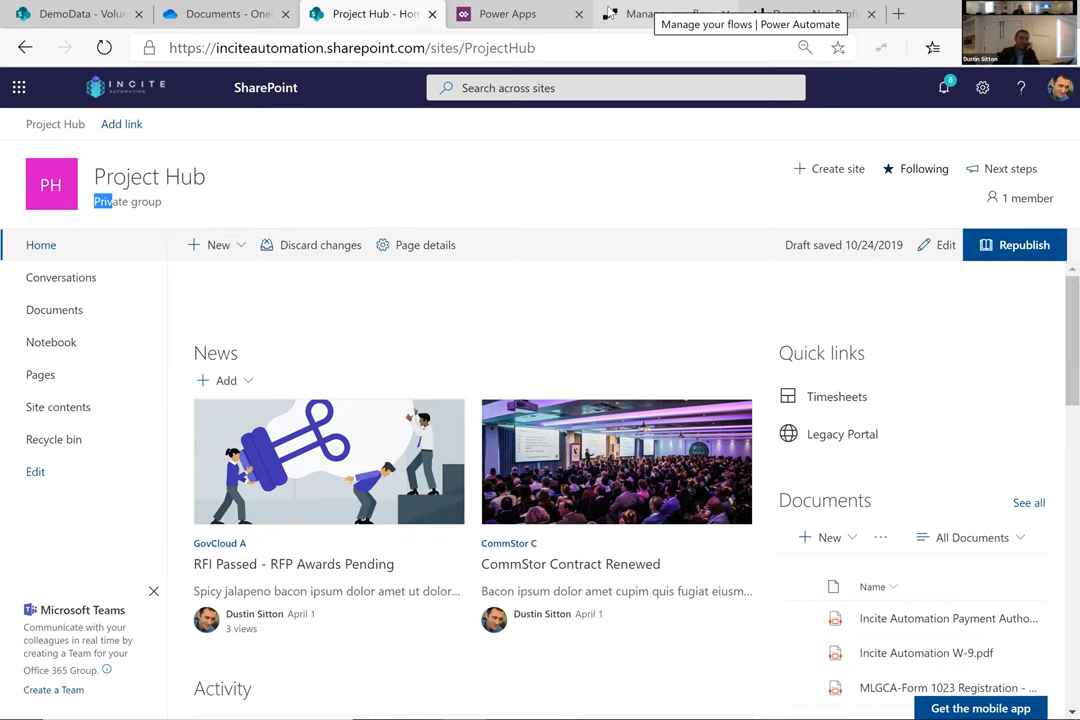 DemoData - Volu
Documents - One
Project Hub - Hon
Power Apps
Manage your flow
Demo - Non Profi
Manage your flows | Power Automate
https://inciteautomation.sharepoint.com/sites/ProjectHub
Dustin Sitton
INCITE
AUTOMATION
SharePoint
Search across sites
8
?
Project Hub
Add link
PH
Project Hub
Private group
Create site
Following
Next steps
1 member
Home
New
Discard changes
Page details
Draft saved 10/24/2019
Edit
Republish
Conversations
Documents
Notebook
Pages
Site contents
Recycle bin
Edit
News
Add
GovCloud A
RFI Passed - RFP Awards Pending
Spicy jalapeno bacon ipsum dolor amet ut dolor...
Dustin Sitton April 1
3 views
CommStor C
CommStor Contract Renewed
Bacon ipsum dolor amet cupim quis fugiat eiusm...
Dustin Sitton April 1
Activity
Quick links
Timesheets
Legacy Portal
Documents
See all
New
...
All Documents
Name
Incite Automation Payment Autho...
Incite Automation W-9.pdf
MLGCA-Form 1023 Registration - ...
Get the mobile app
Microsoft Teams
Communicate with your
colleagues in real time by
creating a Team for your
Office 365 Group.
Create a Team